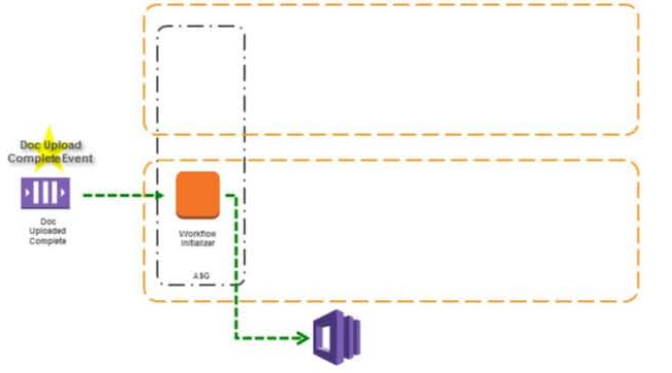 Doc Upload
Complete Event
Doc
Uploaded
Complete
Workflow
Initializer
ASG